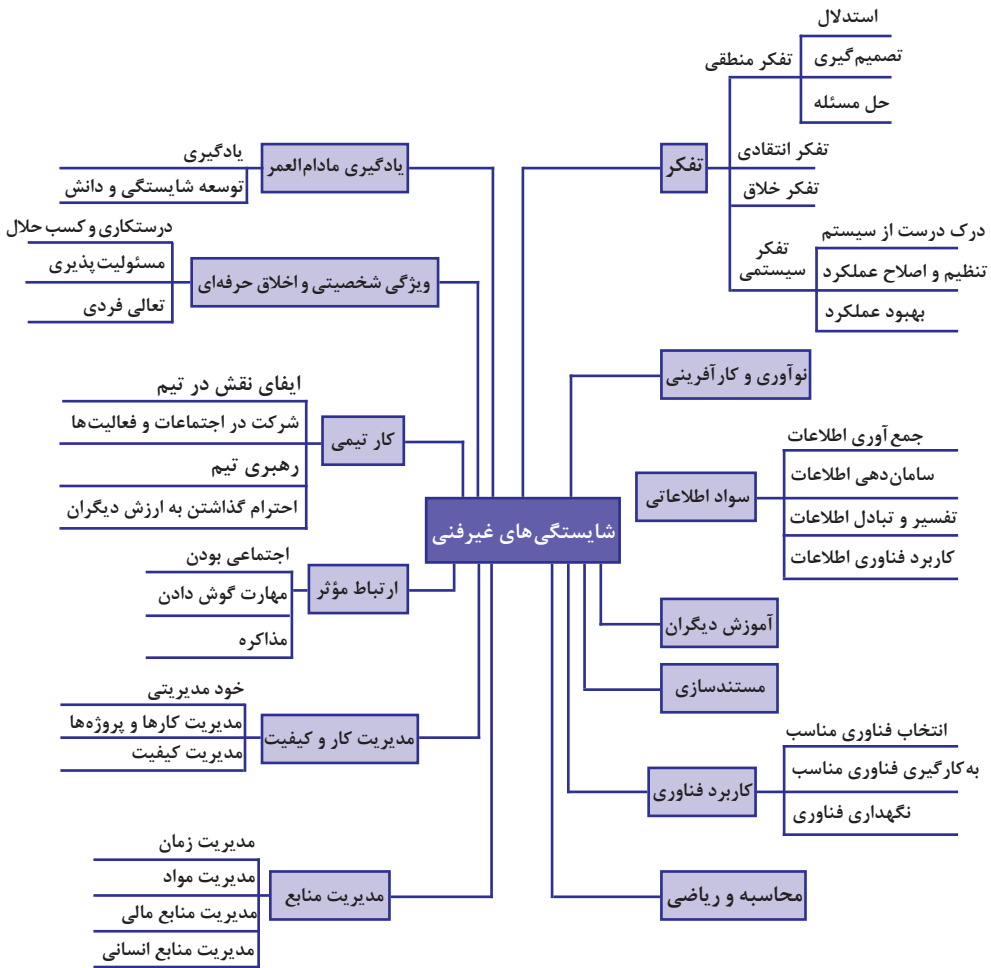 شایستگی‌های غیرفنی
تفکر
تفکر منطقی
استدلال
تصمیم‌گیری
حل مسئله
تفکر انتقادی
تفکر خلاق
تفکر
سیستمی
درک درست از سیستم
تنظیم و اصلاح عملکرد
بهبود عملکرد
نوآوری و کارآفرینی
سواد اطلاعاتی
جمع‌آوری اطلاعات
سامان‌دهی اطلاعات
تفسیر و تبادل اطلاعات
کاربرد فناوری اطلاعات
آموزش دیگران
مستندسازی
کاربرد فناوری
انتخاب فناوری مناسب
به‌کارگیری فناوری مناسب
نگهداری فناوری
محاسبه و ریاضی
یادگیری مادام‌العمر
یادگیری
توسعه شایستگی و دانش
ویژگی شخصیتی و اخلاق حرفه‌ای
درستکاری و کسب حلال
مسئولیت‌پذیری
تعالی فردی
کار تیمی
ایفای نقش در تیم
شرکت در اجتماعات و فعالیت‌ها
رهبری تیم
احترام گذاشتن به ارزش دیگران
ارتباط مؤثر
اجتماعی بودن
مهارت گوش دادن
مذاکره
مدیریت کار و کیفیت
خود مدیریتی
مدیریت کارها و پروژه‌ها
مدیریت کیفیت
مدیریت منابع
مدیریت زمان
مدیریت مواد
مدیریت منابع مالی
مدیریت منابع انسانی